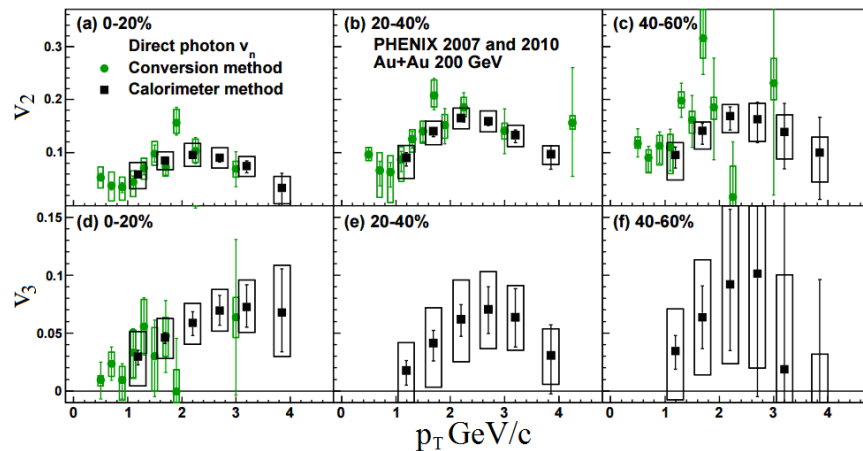 (a) 0-20%
(b) 20-40%
(c) 40-60%
Direct photon vₙ
Conversion method
Calorimeter method
PHENIX 2007 and 2010
Au+Au 200 GeV
V₂
0.3
0.2
0.1
(d) 0-20%
(e) 20-40%
(f) 40-60%
V₃
0.15
0.1
0.05
0
0 1 2 3 4
0 1 2 3 4
0 1 2 3 4
p_T GeV/c